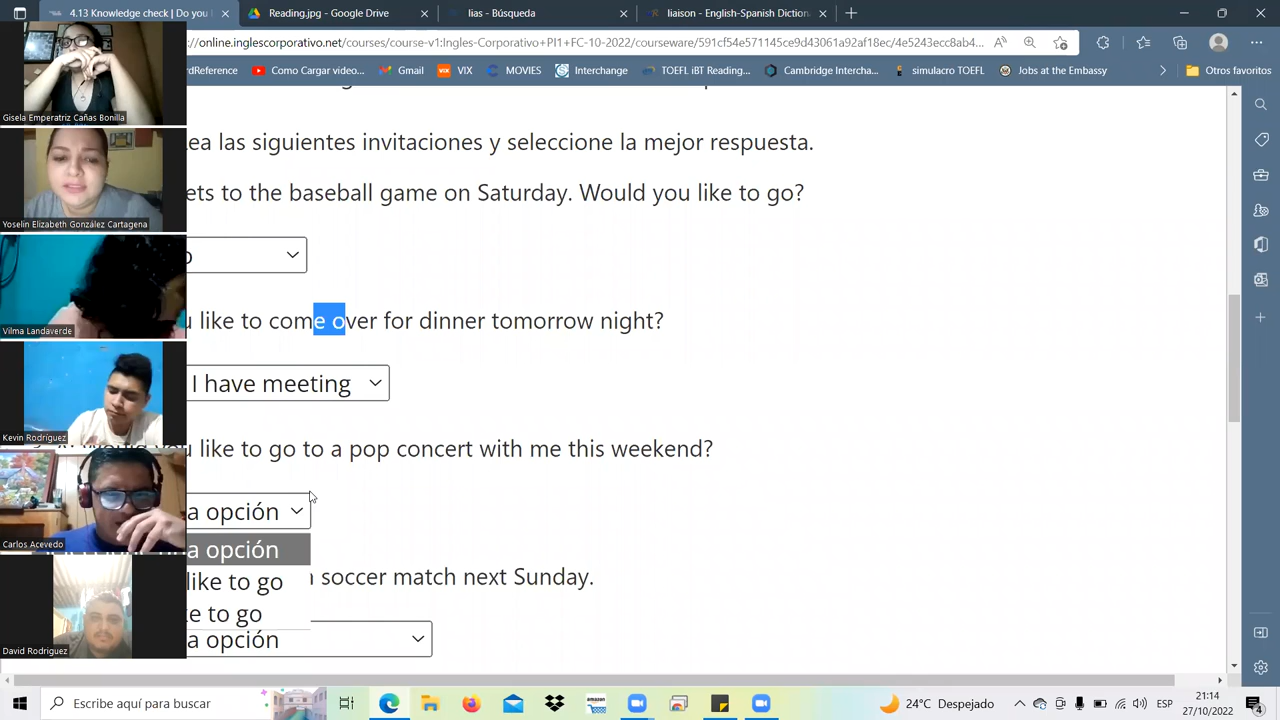 4.13 Knowledge check | Do you
Reading.jpg - Google Drive
lias - Búsqueda
liaison - English-Spanish Dictiona
://online.inglescorporativo.net/courses/course-v1:Ingles-Corporativo+PI1+FC-10-2022/courseware/591cf54e571145ce9d43061a92af18ec/4e5243ecc8ab4...
rdReference
Como Cargar vídeo...
Gmail
VIX
MOVIES
Interchange
TOEFL iBT Reading...
Cambridge Intercha...
simulacro TOEFL
Jobs at the Embassy
Otros favoritos
ea las siguientes invitaciones y seleccione la mejor respuesta.
ets to the baseball game on Saturday. Would you like to go?
o
u like to come over for dinner tomorrow night?
I have meeting
u like to go to a pop concert with me this weekend?
a opción
a opción
like to go
ke to go
a soccer match next Sunday.
a opción
Gisela Emperatriz Cañas Bonilla
Yoselin Elizabeth González Cartagena
Vilma Landaverde
Kevin Rodríguez
Carlos Acevedo
David Rodriguez
Escribe aquí para buscar
amazon
24°C Despejado
ESP
21:14
27/10/2022
4